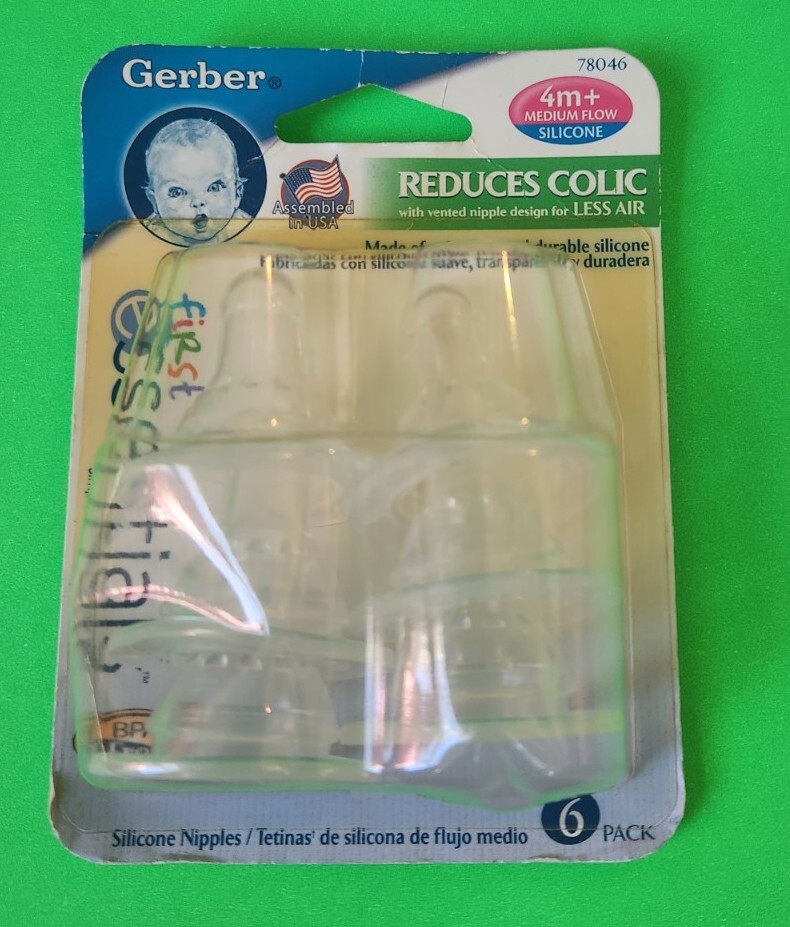 Gerber®
78046
4m+
MEDIUM FLOW
SILICONE
Assembled
in USA
REDUCES COLIC
with vented nipple design for LESS AIR
Made of durable silicone
Fabricadas con silicona suave, transparente y duradera
first
essentials™
BPA
Silicone Nipples / Tetinas de silicona de flujo medio
6 PACK